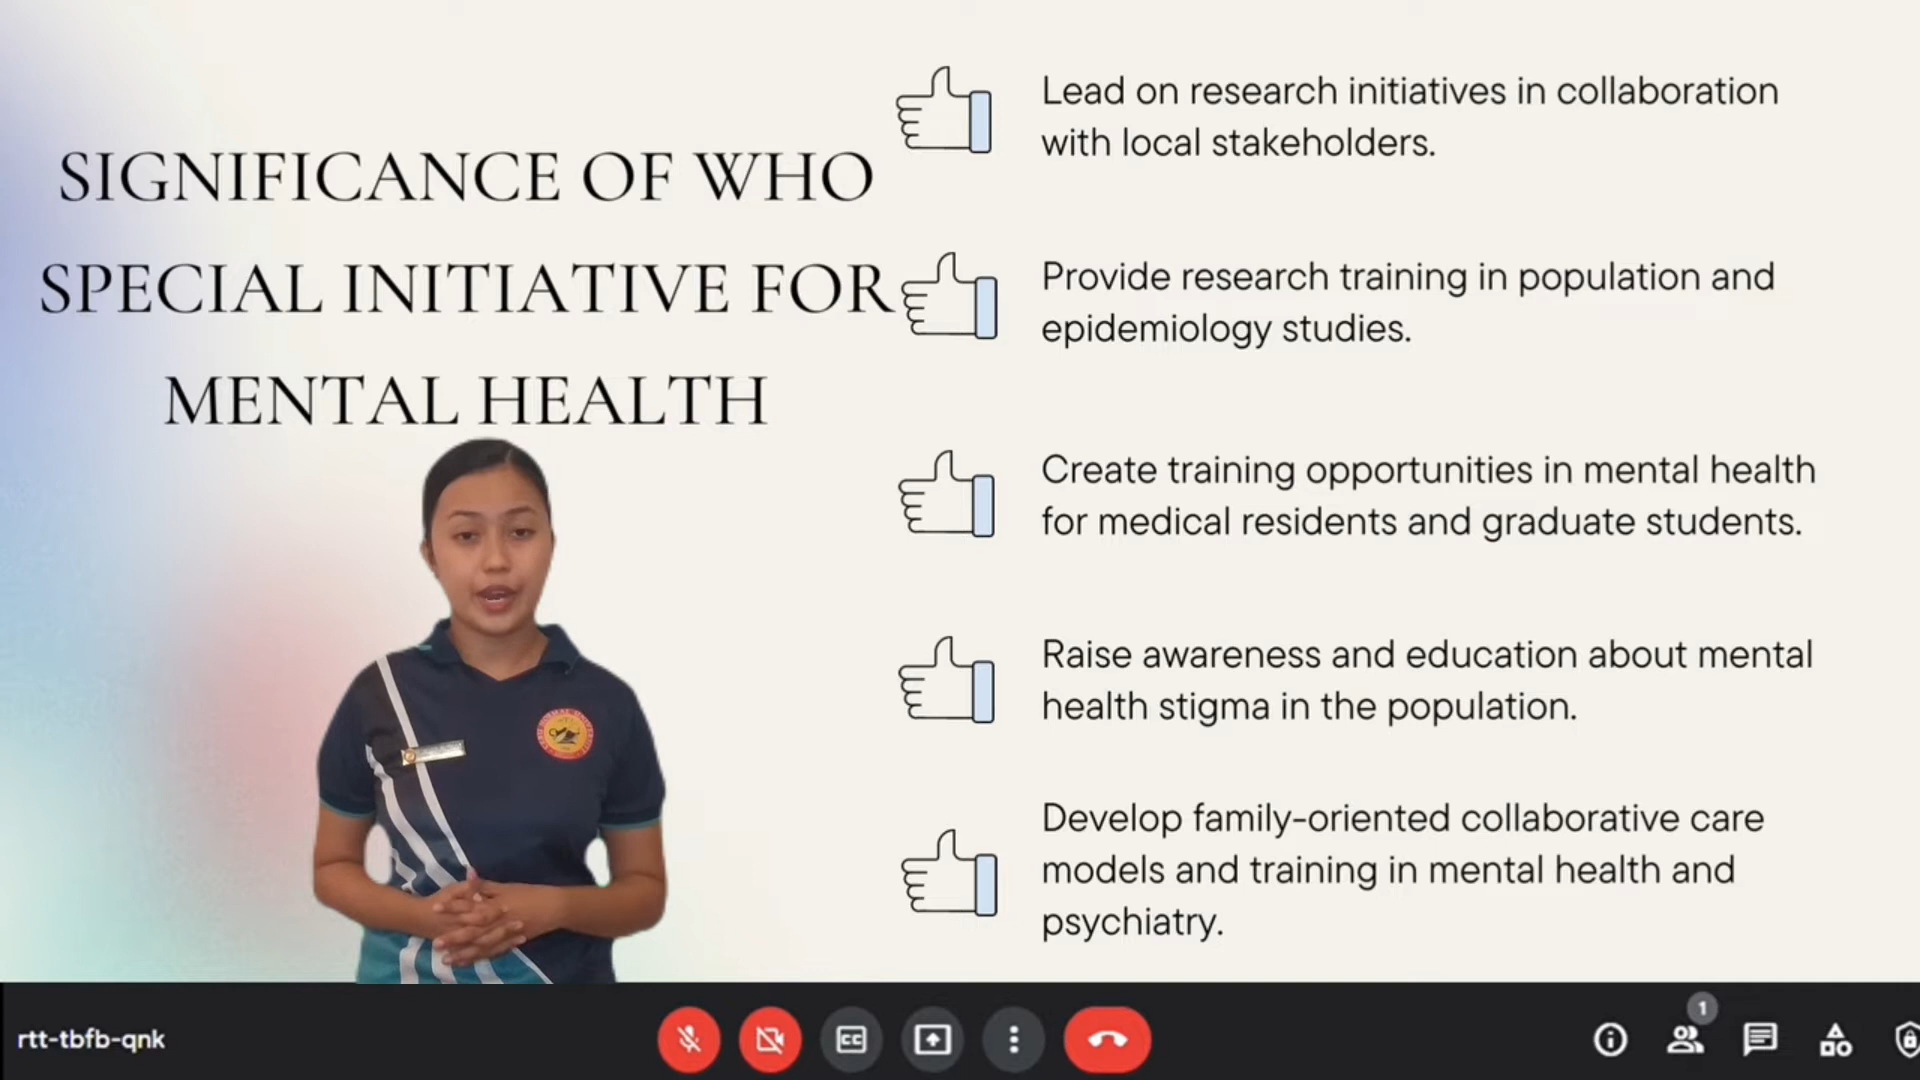 SIGNIFICANCE OF WHO
SPECIAL INITIATIVE FOR
MENTAL HEALTH
Lead on research initiatives in collaboration
with local stakeholders.
Provide research training in population and
epidemiology studies.
Create training opportunities in mental health
for medical residents and graduate students.
Raise awareness and education about mental
health stigma in the population.
Develop family-oriented collaborative care
models and training in mental health and
psychiatry.
rtt-tbfb-qnk
CC
1